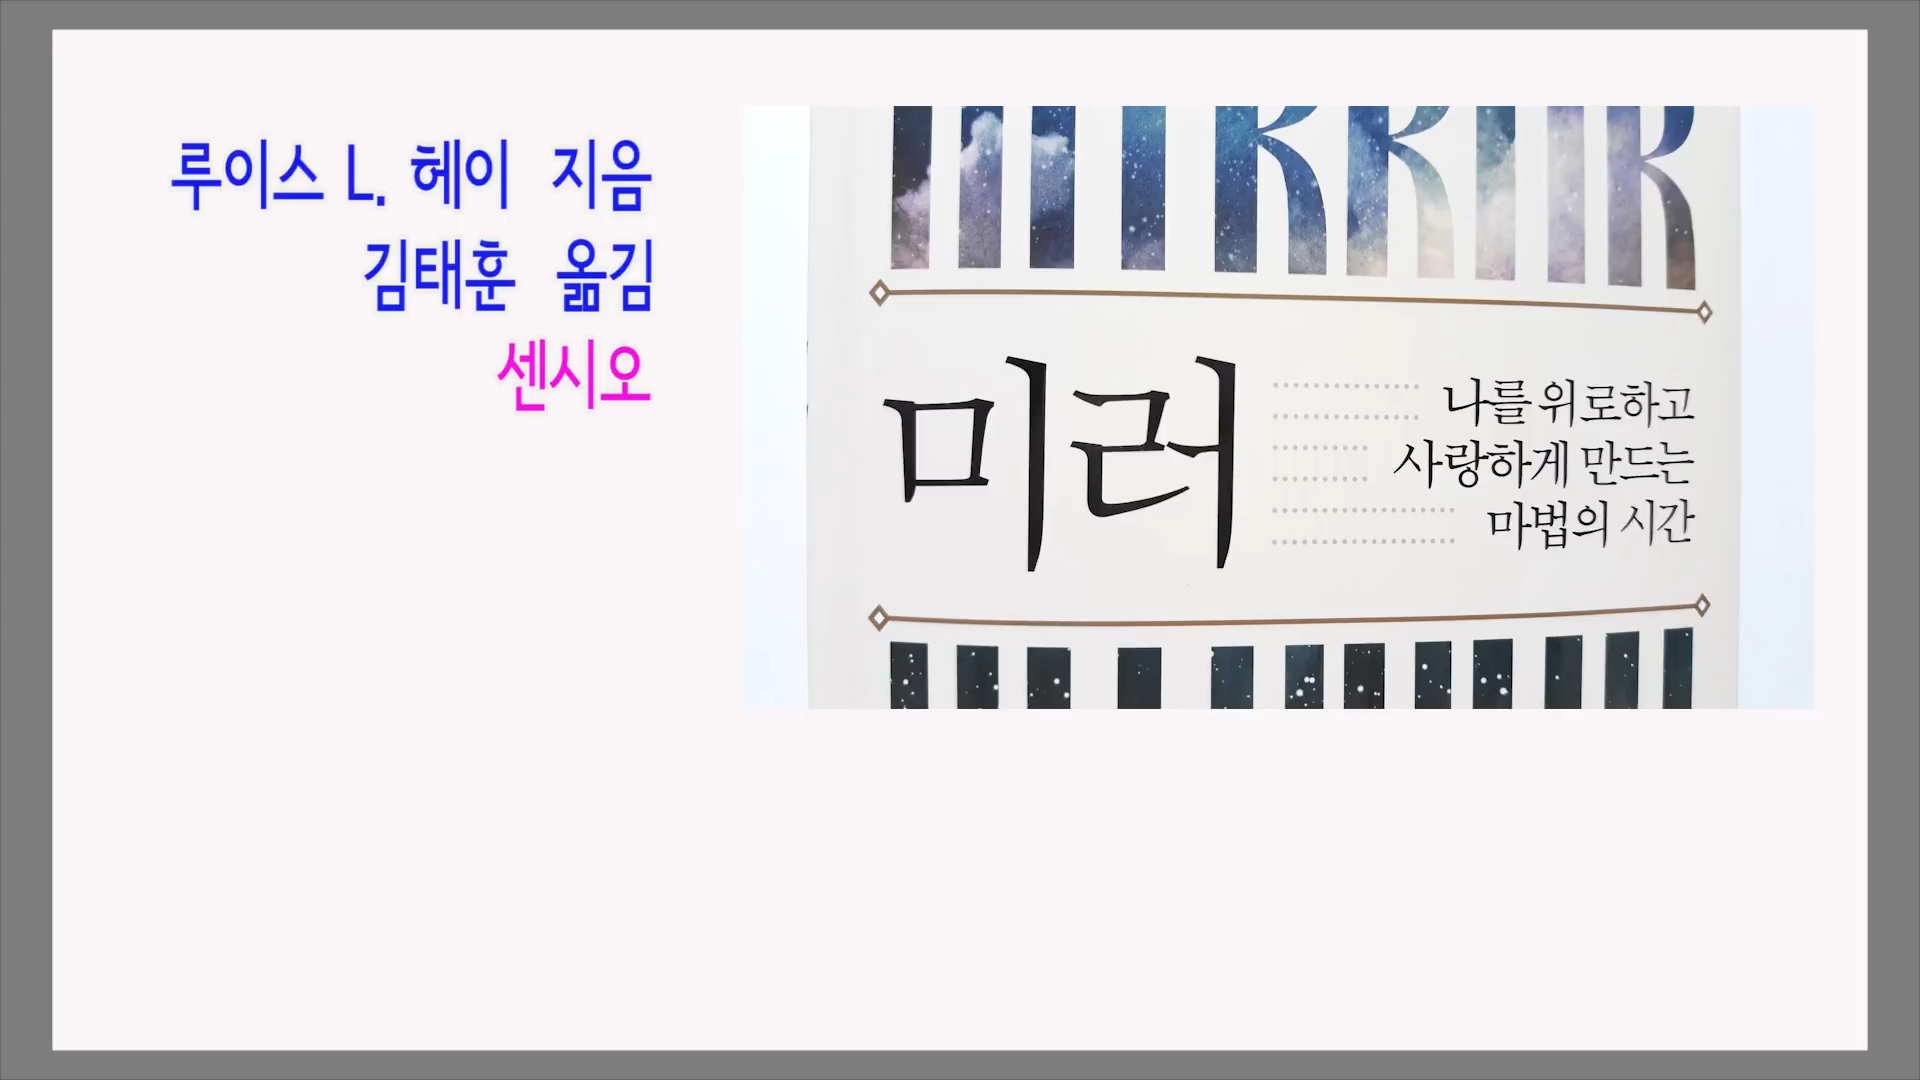 루이스 L. 헤이 지음
김태훈 옮김
센시오
미러
나를 위로하고
사랑하게 만드는
마법의 시간